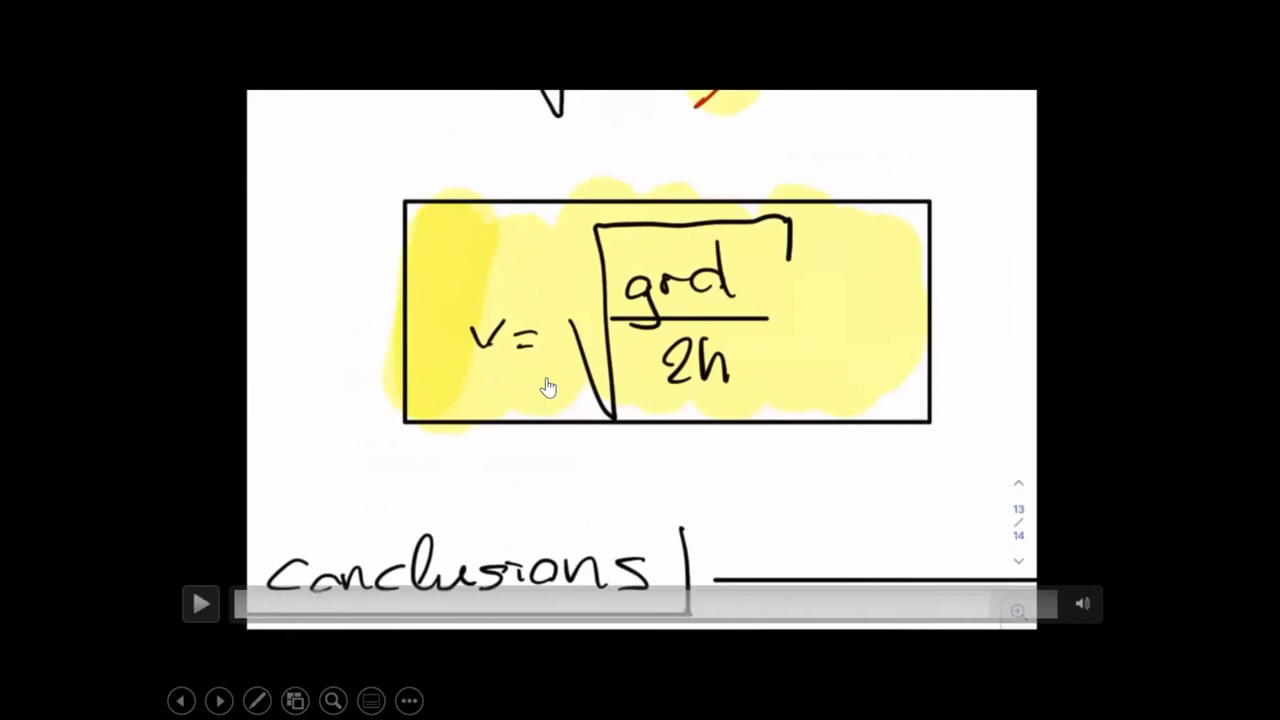 v = √(grd / 2h)
conclusions
13
/
14